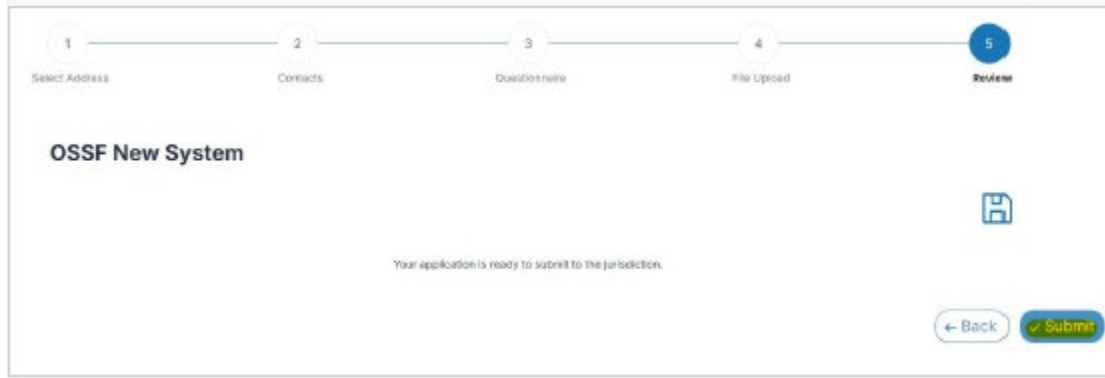 1 2 3 4 5
Select Address Contacts Questionnaire File Upload Review
OSSF New System
Your application is ready to submit to the jurisdiction.
← Back ✓ Submit